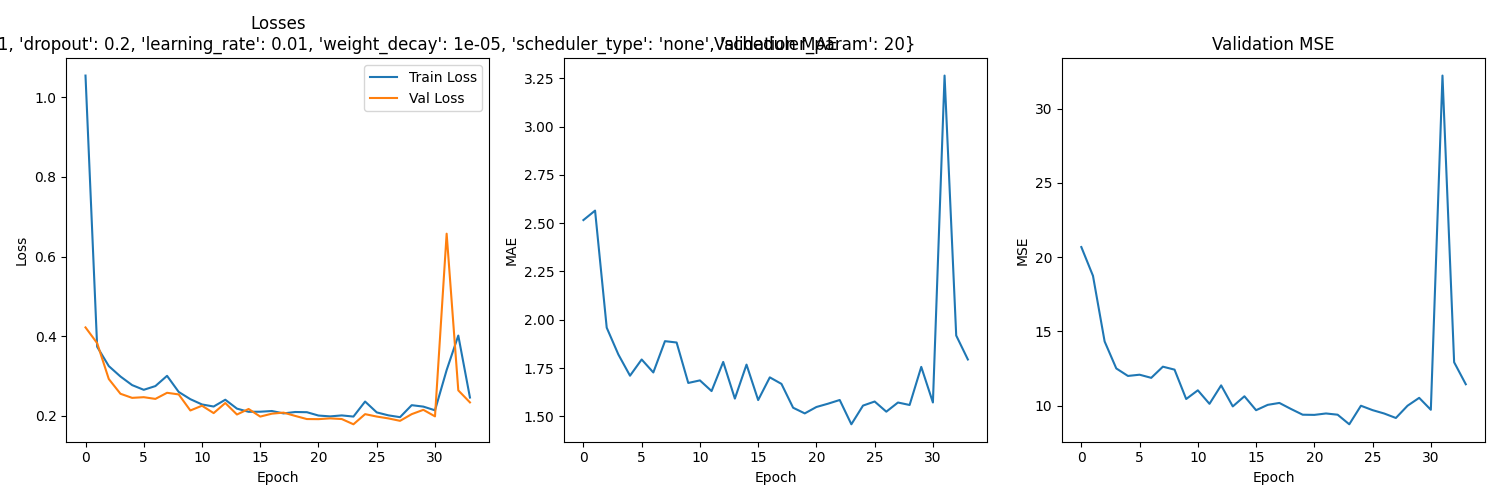 Losses
1, 'dropout': 0.2, 'learning_rate': 0.01, 'weight_decay': 1e-05, 'scheduler_type': 'none', 'scheduler_param': 20}
Validation MAE
Validation MSE
Train Loss
Val Loss
1.0
0.8
0.6
0.4
0.2
Loss
0 5 10 15 20 25 30
Epoch
3.25
3.00
2.75
2.50
2.25
2.00
1.75
1.50
MAE
0 5 10 15 20 25 30
Epoch
30
25
20
15
10
MSE
0 5 10 15 20 25 30
Epoch